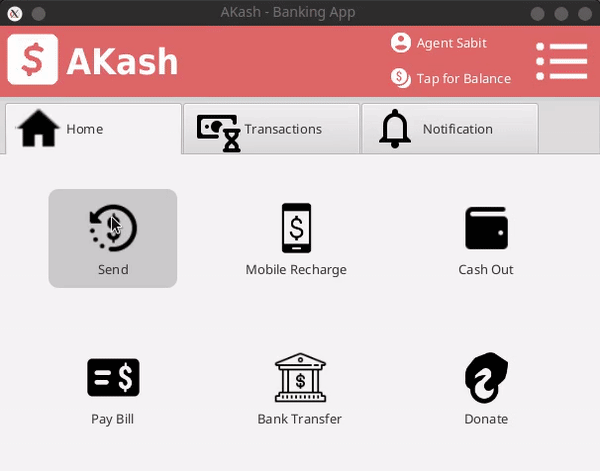 AKash - Banking App
AKash
Agent Sabit
Tap for Balance
Home
Transactions
Notification
Send
Mobile Recharge
Cash Out
Pay Bill
Bank Transfer
Donate